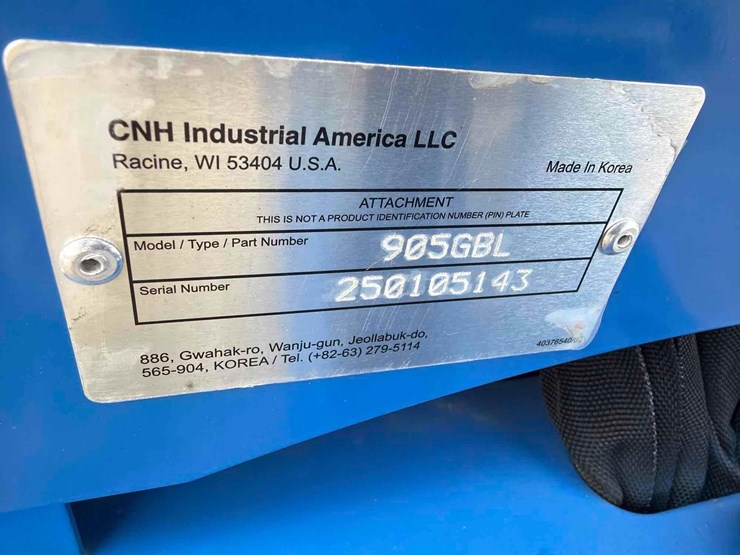 CNH Industrial America LLC
Racine, WI 53404 U.S.A.
Made In Korea
ATTACHMENT
THIS IS NOT A PRODUCT IDENTIFICATION NUMBER (PIN) PLATE
Model / Type / Part Number 905GBL
Serial Number 250105143
886, Gwahak-ro, Wanju-gun, Jeollabuk-do,
565-904, KOREA / Tel. (+82-63) 279-5114